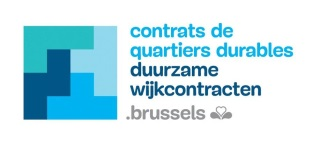 contrats de
quartiers durables
duurzame
wijkcontracten
.brussels